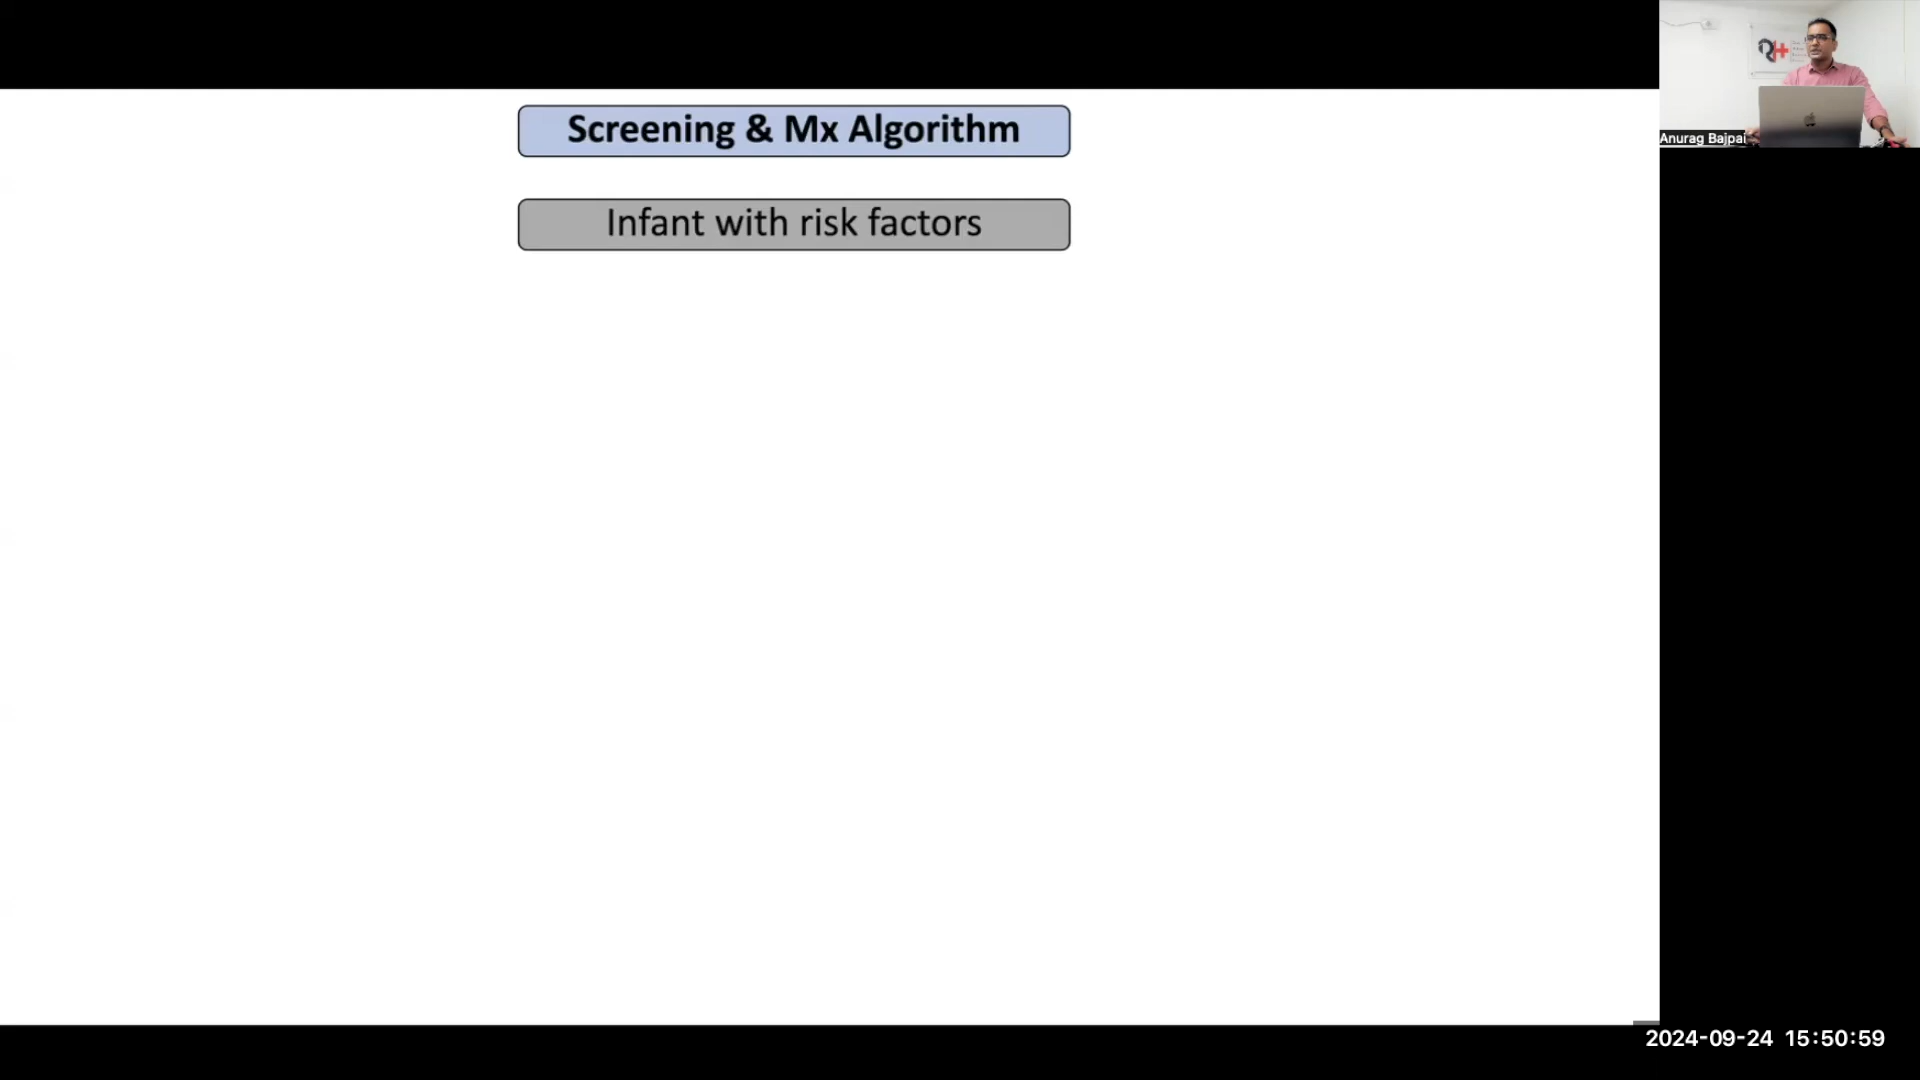 Screening & Mx Algorithm
Infant with risk factors
Anurag Bajpai
2024-09-24 15:50:59